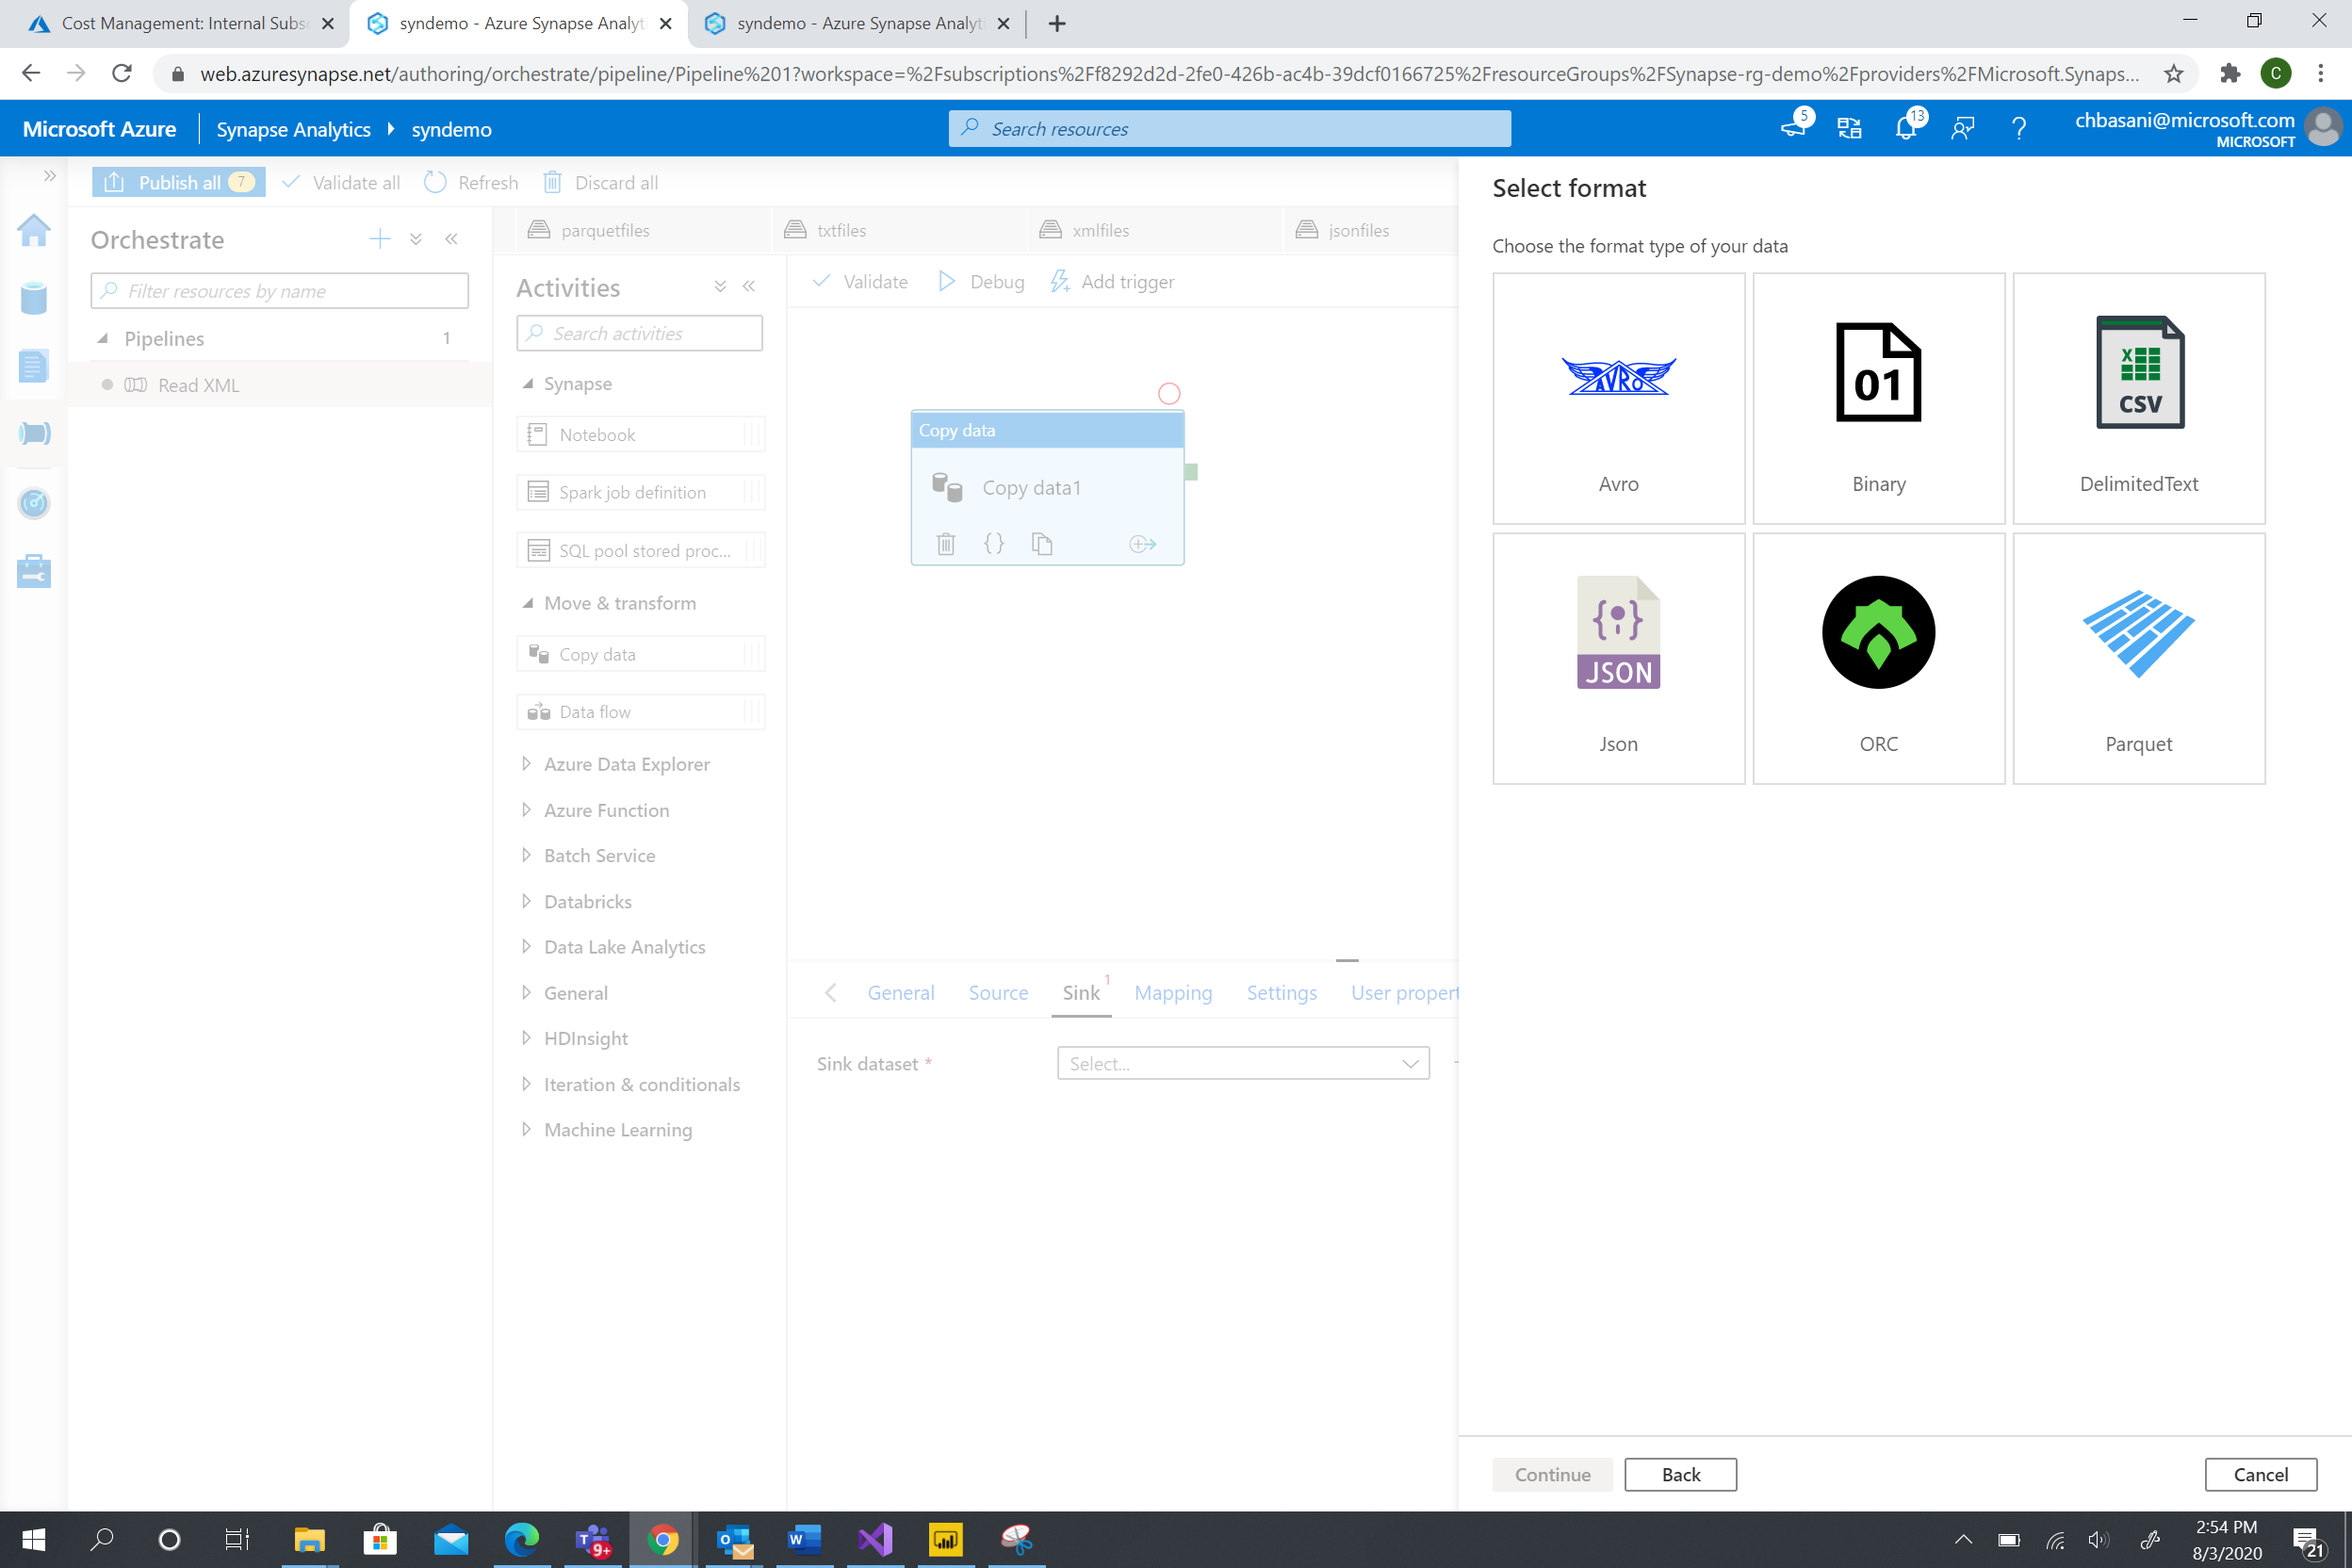 Cost Management: Internal Subs
syndemo - Azure Synapse Analyt
syndemo - Azure Synapse Analyt
web.azuresynapse.net/authoring/orchestrate/pipeline/Pipeline%201?workspace=%2Fsubscriptions%2Ff8292d2d-2fe0-426b-ac4b-39dcf0166725%2FresourceGroups%2FSynapse-rg-demo%2Fproviders%2FMicrosoft.Synaps...
C
Microsoft Azure
Synapse Analytics
syndemo
Search resources
5
13
chbasani@microsoft.com
MICROSOFT
Publish all 7
Validate all
Refresh
Discard all
Orchestrate
Filter resources by name
Pipelines 1
Read XML
parquetfiles
txtfiles
xmlfiles
jsonfiles
Activities
Search activities
Synapse
Notebook
Spark job definition
SQL pool stored proc...
Move & transform
Copy data
Data flow
Azure Data Explorer
Azure Function
Batch Service
Databricks
Data Lake Analytics
General
HDInsight
Iteration & conditionals
Machine Learning
Validate
Debug
Add trigger
Copy data
Copy data1
General
Source
Sink 1
Mapping
Settings
User propert
Sink dataset *
Select...
Select format
Choose the format type of your data
AVRO
Avro
01
Binary
X
CSV
DelimitedText
JSON
Json
ORC
Parquet
Continue
Back
Cancel
T
9+
O
W
2:54 PM
8/3/2020
21